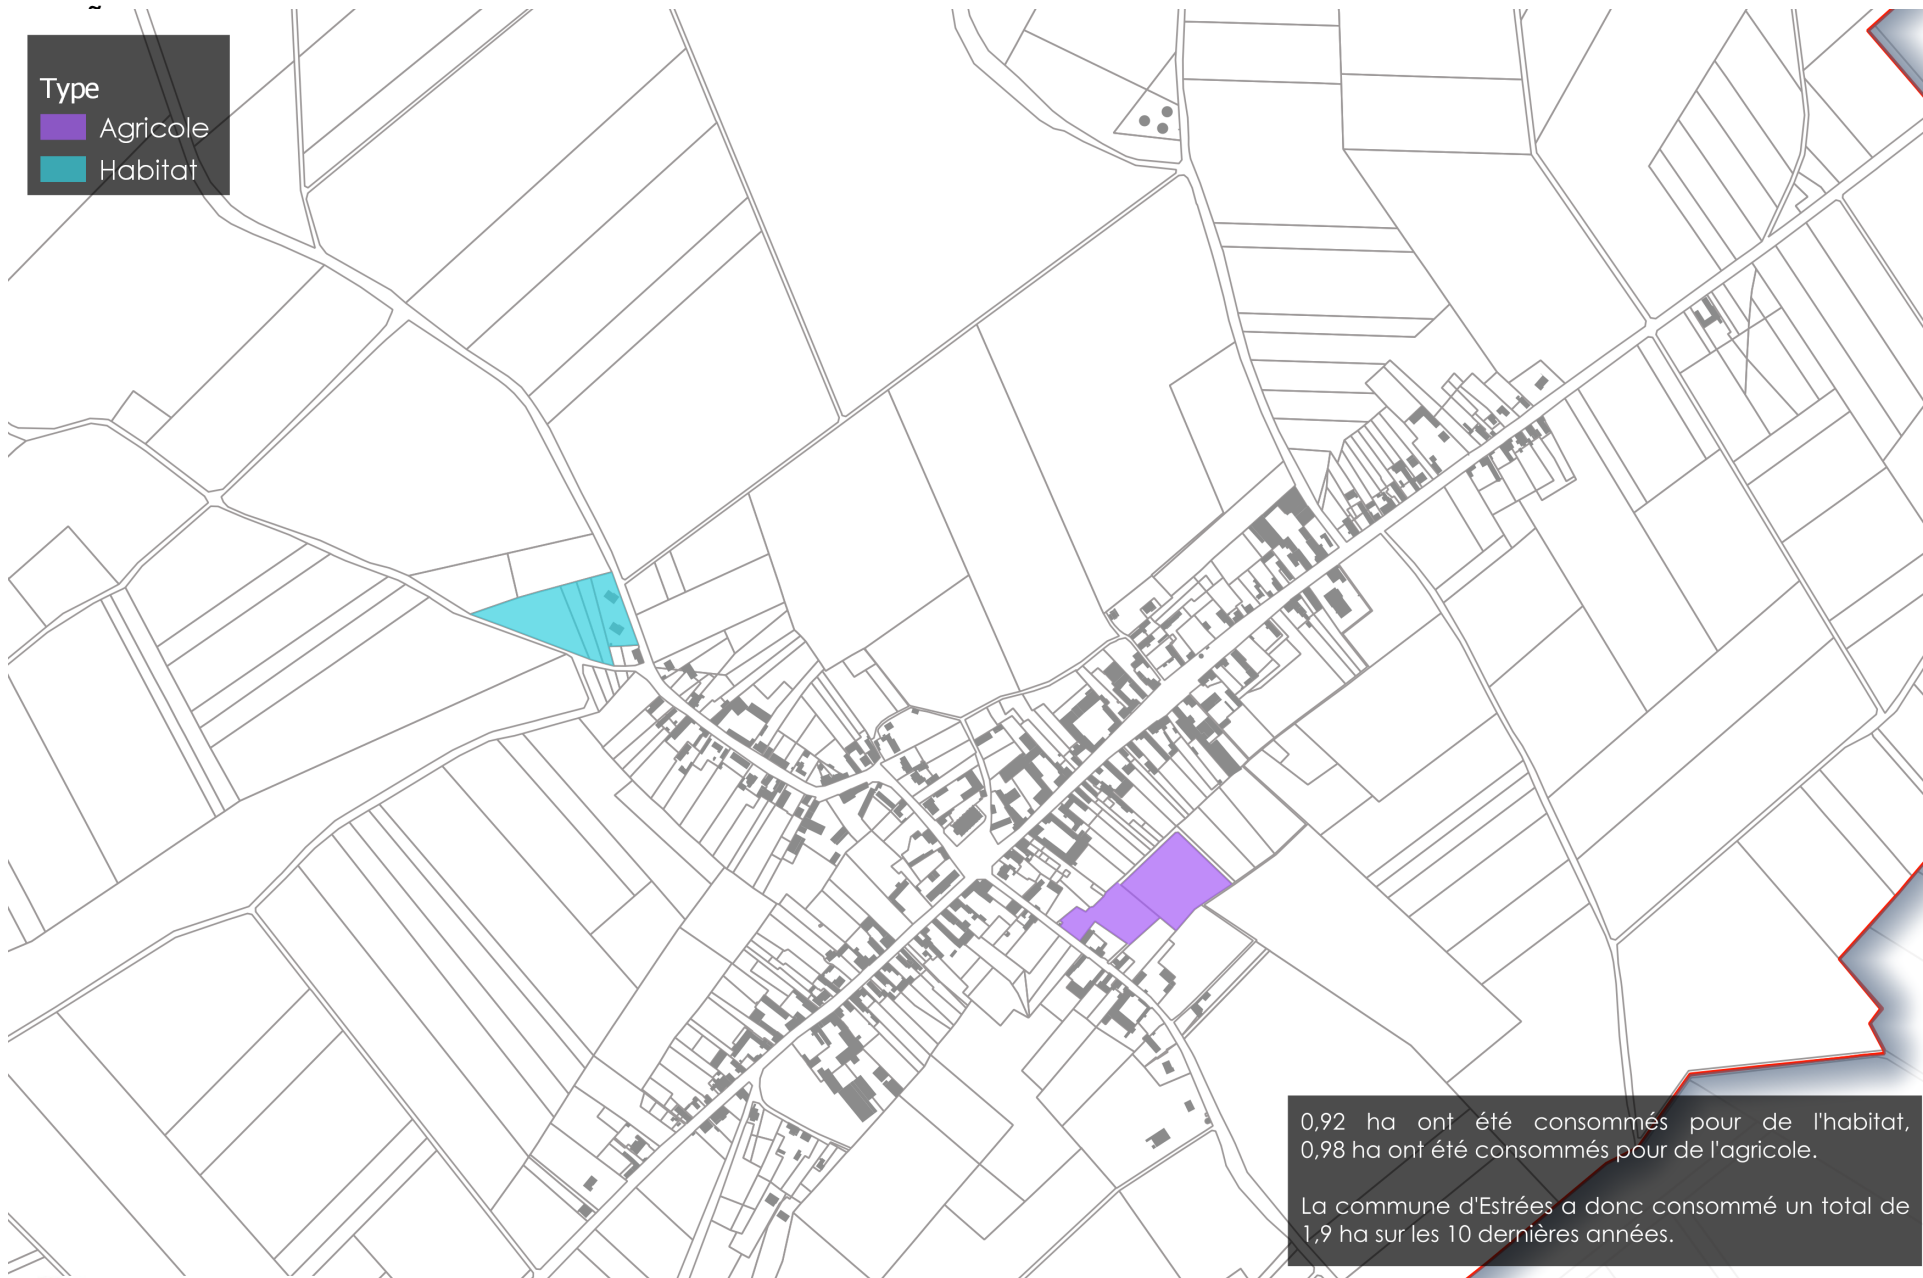 Type
Agricole
Habitat
0,92 ha ont été consommés pour de l'habitat,
0,98 ha ont été consommés pour de l'agricole.
La commune d'Estrées a donc consommé un total de
1,9 ha sur les 10 dernières années.